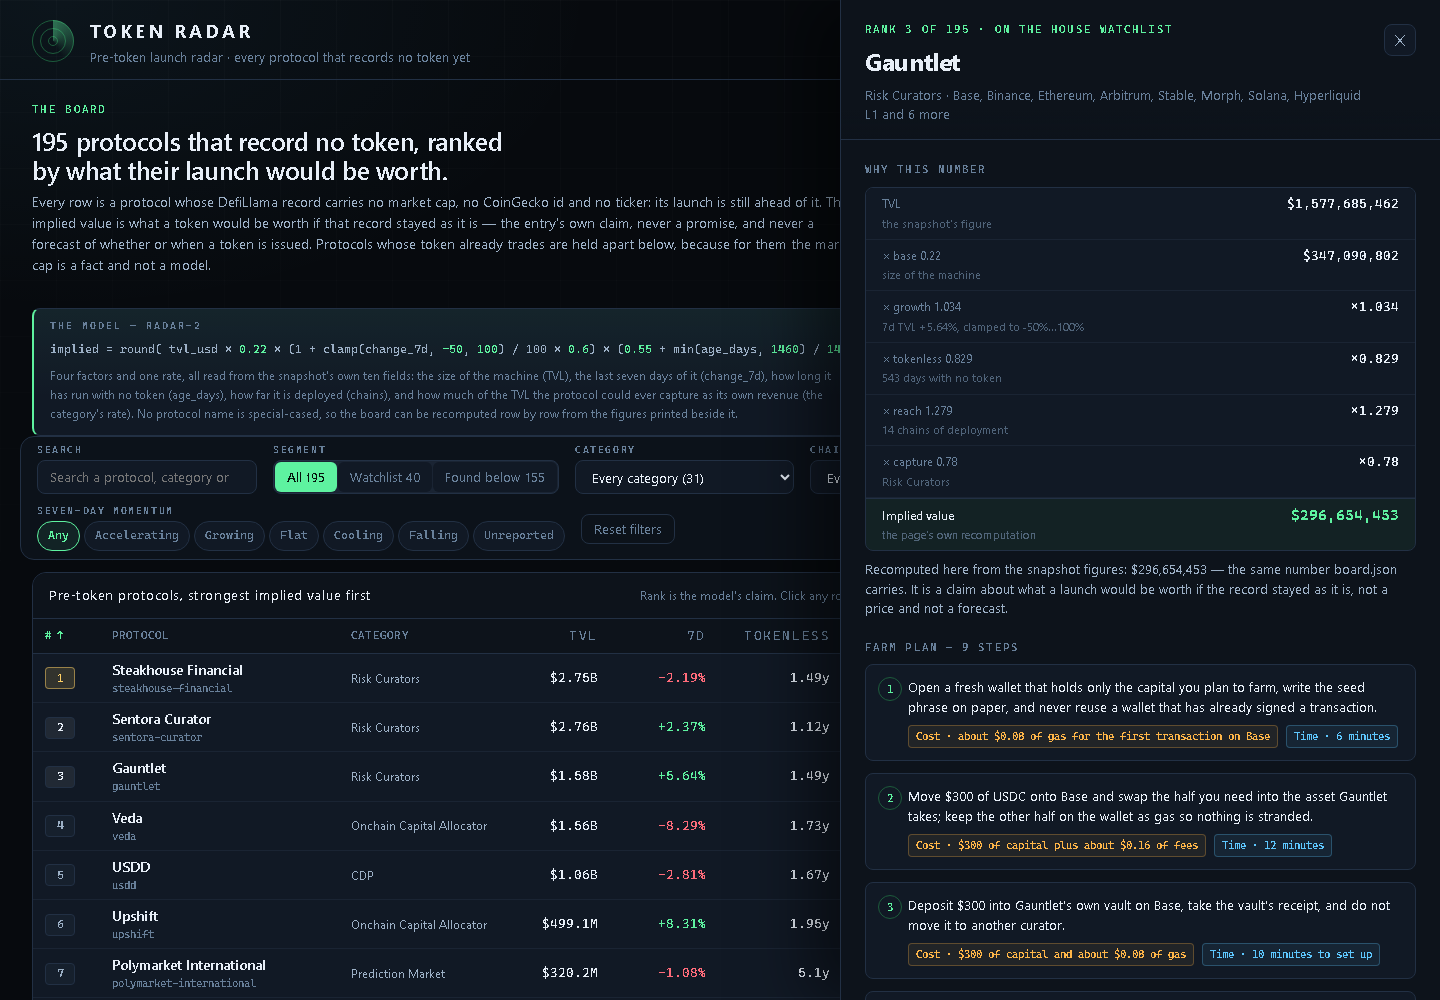 TOKEN RADAR
Pre-token launch radar · every protocol that records no token yet
THE BOARD
195 protocols that record no token, ranked
by what their launch would be worth.
Every row is a protocol whose DefiLlama record carries no market cap, no CoinGecko id and no ticker: its launch is still ahead of it. Th
implied value is what a token would be worth if that record stayed as it is — the entry's own claim, never a promise, and never a
forecast of whether or when a token is issued. Protocols whose token already trades are held apart below, because for them the mar
cap is a fact and not a model.
THE MODEL — RADAR-2
implied = round( tvl_usd × 0.22 × (1 + clamp(change_7d, −50, 100) / 100 × 0.6) × (0.55 + min(age_days, 1460) / 14
Four factors and one rate, all read from the snapshot's own ten fields: the size of the machine (TVL), the last seven days of it (change_7d), how long it
has run with no token (age_days), how far it is deployed (chains), and how much of the TVL the protocol could ever capture as its own revenue (the
category's rate). No protocol name is special-cased, so the board can be recomputed row by row from the figures printed beside it.
SEARCH
SEGMENT
CATEGORY
CHAI
Search a protocol, category or
All 195
Watchlist 40
Found below 155
Every category (31)
Ev
SEVEN-DAY MOMENTUM
Any
Accelerating
Growing
Flat
Cooling
Falling
Unreported
Reset filters
Pre-token protocols, strongest implied value first
Rank is the model's claim. Click any ro
# ↑ PROTOCOL CATEGORY TVL 7D TOKENLESS
1 Steakhouse Financial Risk Curators $2.75B −2.19% 1.49y
steakhouse-financial
2 Sentora Curator Risk Curators $2.76B +2.37% 1.12y
sentora-curator
3 Gauntlet Risk Curators $1.58B +5.64% 1.49y
gauntlet
4 Veda Onchain Capital Allocator $1.56B −8.29% 1.73y
veda
5 USDD CDP $1.06B −2.81% 1.67y
usdd
6 Upshift Onchain Capital Allocator $499.1M +8.31% 1.95y
upshift
7 Polymarket International Prediction Market $320.2M −1.08% 5.1y
polymarket-international
RANK 3 OF 195 · ON THE HOUSE WATCHLIST
Gauntlet
Risk Curators · Base, Binance, Ethereum, Arbitrum, Stable, Morph, Solana, Hyperliquid
L1 and 6 more
WHY THIS NUMBER
TVL $1,577,685,462
the snapshot's figure
× base 0.22 $347,090,802
size of the machine
× growth 1.034 ×1.034
7d TVL +5.64%, clamped to -50%…100%
× tokenless 0.829 ×0.829
543 days with no token
× reach 1.279 ×1.279
14 chains of deployment
× capture 0.78 ×0.78
Risk Curators
Implied value $296,654,453
the page's own recomputation
Recomputed here from the snapshot figures: $296,654,453 — the same number board.json
carries. It is a claim about what a launch would be worth if the record stayed as it is, not a
price and not a forecast.
FARM PLAN — 9 STEPS
1 Open a fresh wallet that holds only the capital you plan to farm, write the seed
phrase on paper, and never reuse a wallet that has already signed a transaction.
Cost · about $0.08 of gas for the first transaction on Base
Time · 6 minutes
2 Move $300 of USDC onto Base and swap the half you need into the asset Gauntlet
takes; keep the other half on the wallet as gas so nothing is stranded.
Cost · $300 of capital plus about $0.16 of fees
Time · 12 minutes
3 Deposit $300 into Gauntlet's own vault on Base, take the vault's receipt, and do not
move it to another curator.
Cost · $300 of capital and about $0.08 of gas
Time · 10 minutes to set up